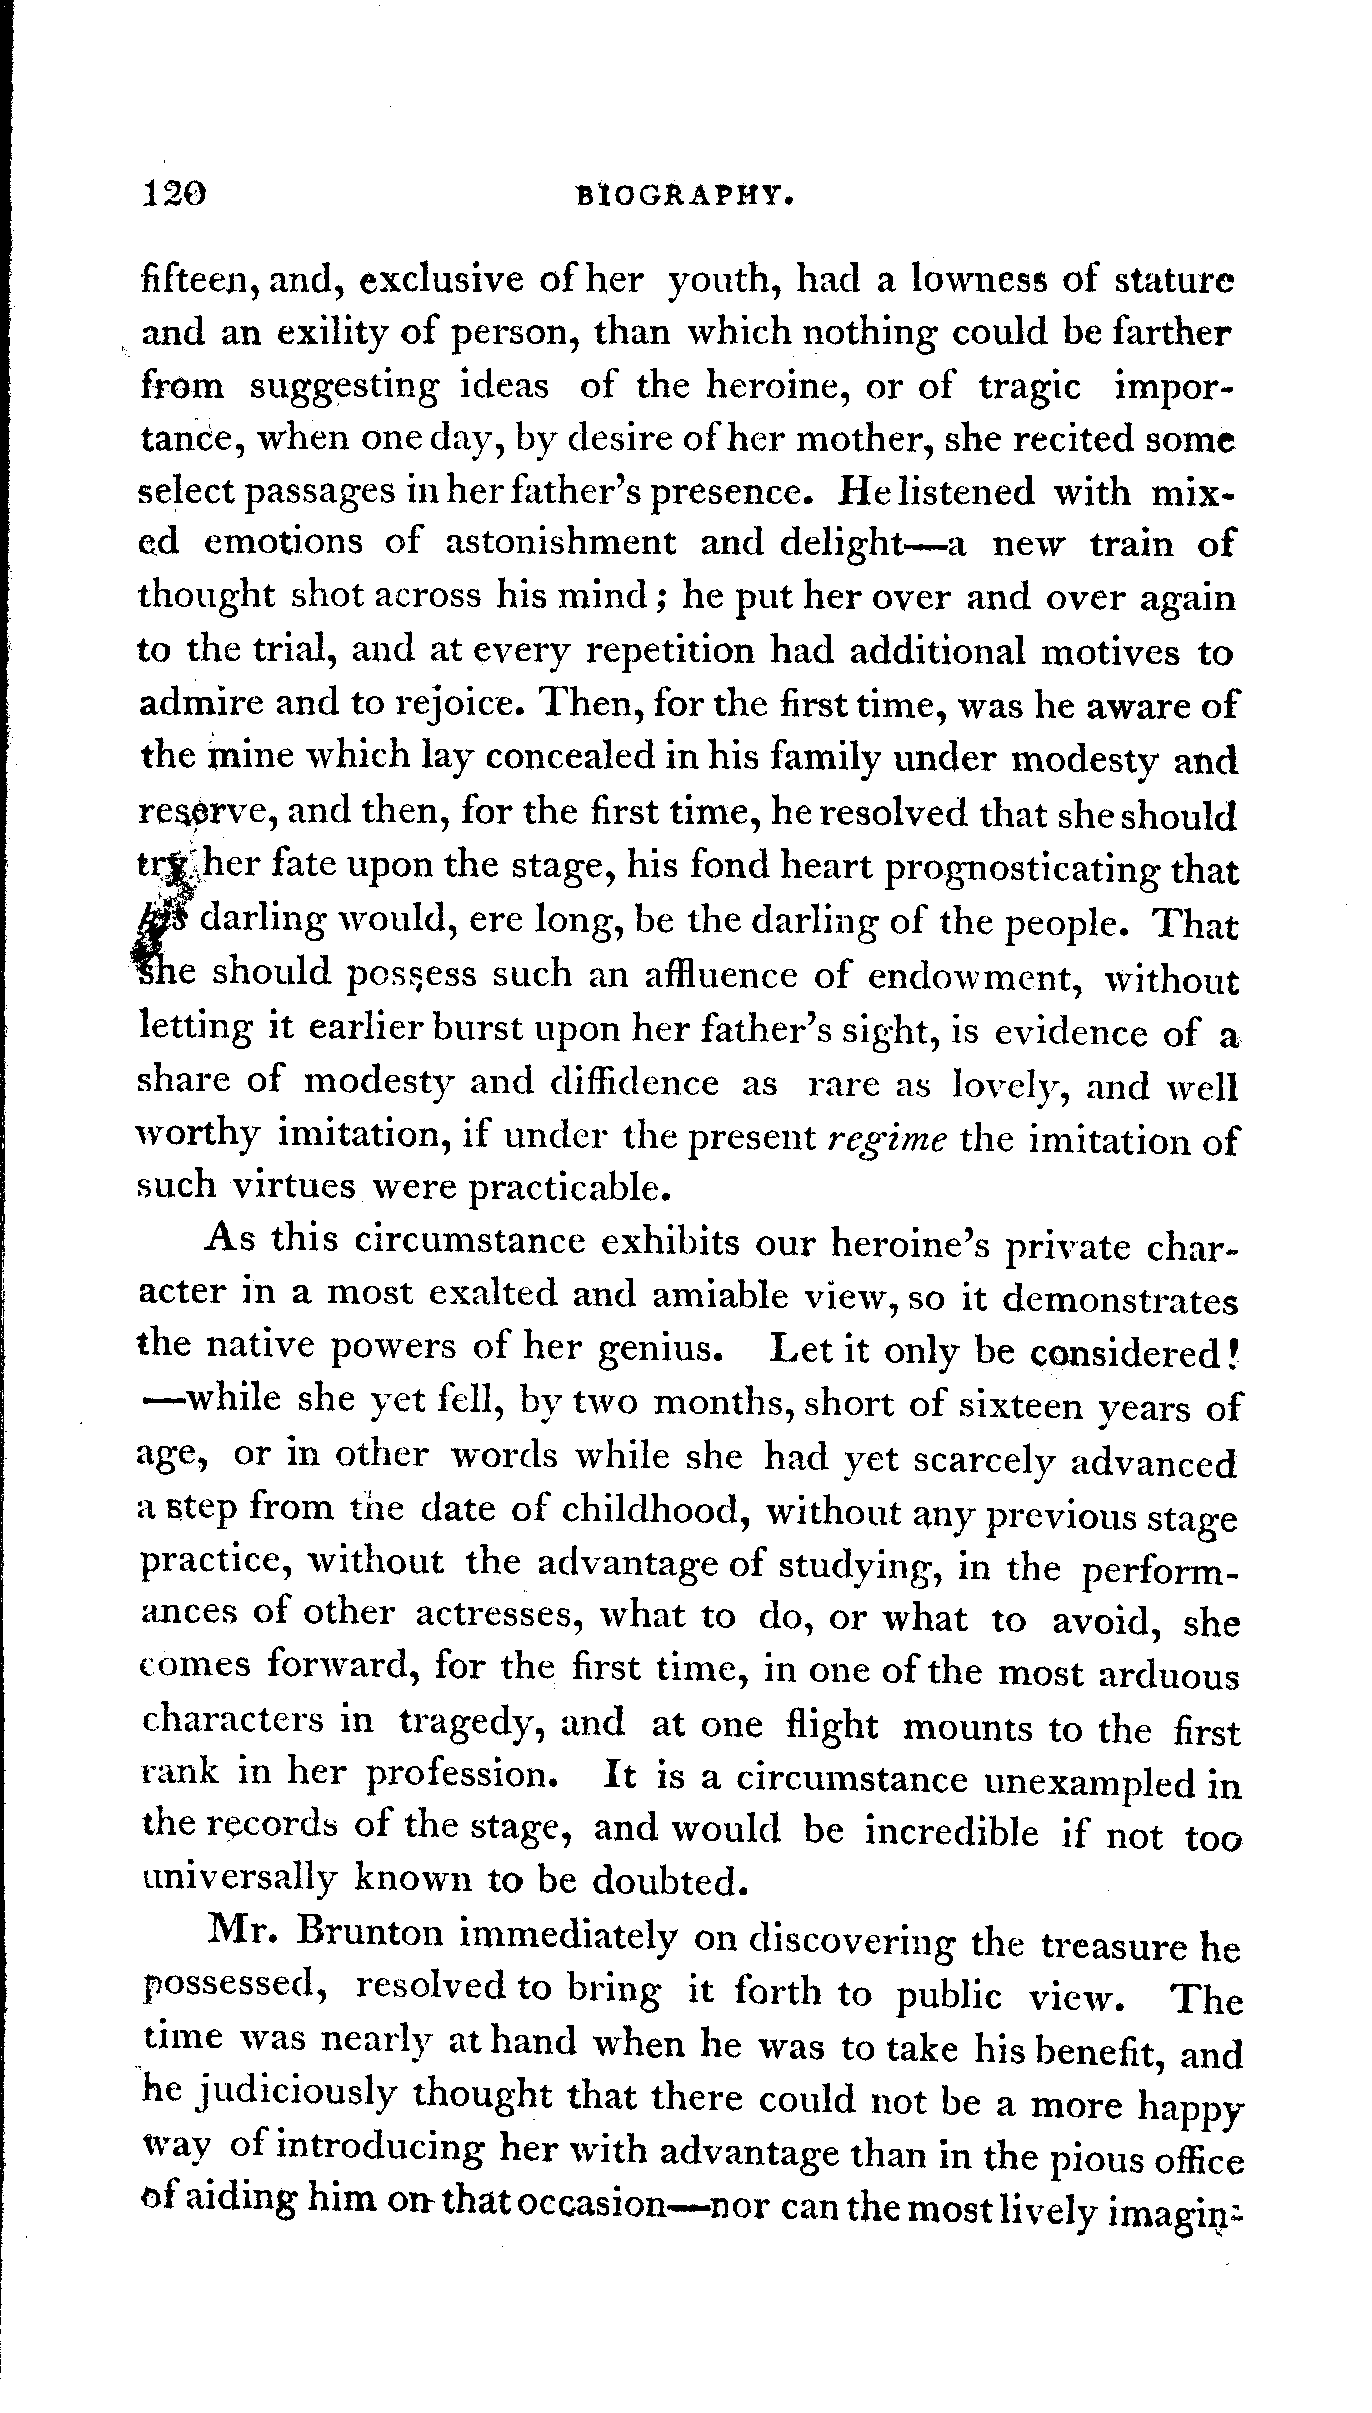 120 BIOGRAPHY.
fifteen, and, exclusive of her youth, had a lowness of stature
and an exility of person, than which nothing could be farther
from suggesting ideas of the heroine, or of tragic impor-
tance, when one day, by desire of her mother, she recited some
select passages in her father's presence. He listened with mix-
ed emotions of astonishment and delight—a new train of
thought shot across his mind; he put her over and over again
to the trial, and at every repetition had additional motives to
admire and to rejoice. Then, for the first time, was he aware of
the mine which lay concealed in his family under modesty and
reserve, and then, for the first time, he resolved that she should
try her fate upon the stage, his fond heart prognosticating that
his darling would, ere long, be the darling of the people. That
she should possess such an affluence of endowment, without
letting it earlier burst upon her father's sight, is evidence of a
share of modesty and diffidence as rare as lovely, and well
worthy imitation, if under the present regime the imitation of
such virtues were practicable.
As this circumstance exhibits our heroine's private char-
acter in a most exalted and amiable view, so it demonstrates
the native powers of her genius. Let it only be considered!
—while she yet fell, by two months, short of sixteen years of
age, or in other words while she had yet scarcely advanced
a step from the date of childhood, without any previous stage
practice, without the advantage of studying, in the perform-
ances of other actresses, what to do, or what to avoid, she
comes forward, for the first time, in one of the most arduous
characters in tragedy, and at one flight mounts to the first
rank in her profession. It is a circumstance unexampled in
the records of the stage, and would be incredible if not too
universally known to be doubted.
Mr. Brunton immediately on discovering the treasure he
possessed, resolved to bring it forth to public view. The
time was nearly at hand when he was to take his benefit, and
he judiciously thought that there could not be a more happy
way of introducing her with advantage than in the pious office
of aiding him on that occasion—nor can the most lively imagin-